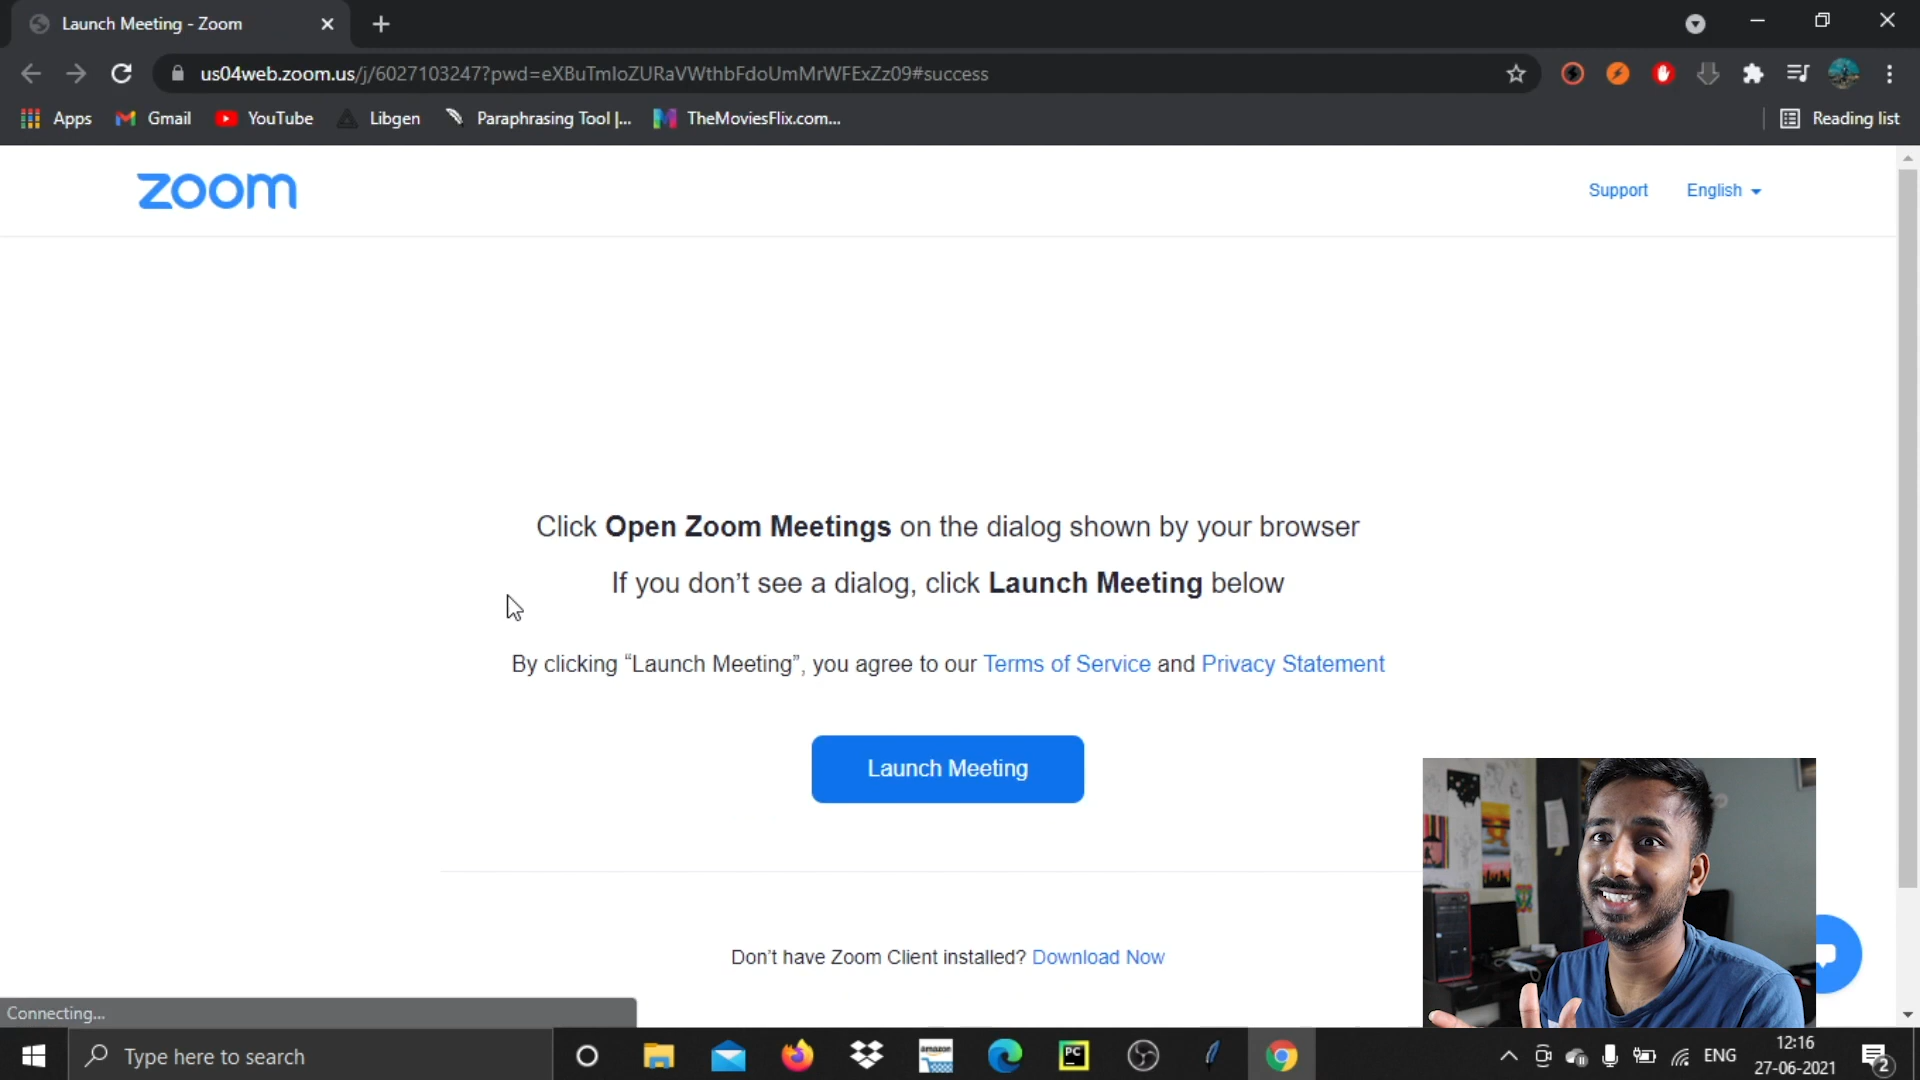 Launch Meeting - Zoom
us04web.zoom.us/j/6027103247?pwd=eXBuTmloZURaVWthbFdoUmMrWFExZz09#success
Apps Gmail YouTube Libgen Paraphrasing Tool |... TheMoviesFlix.com... Reading list
zoom
Support English
Click Open Zoom Meetings on the dialog shown by your browser
If you don’t see a dialog, click Launch Meeting below
By clicking “Launch Meeting”, you agree to our Terms of Service and Privacy Statement
Launch Meeting
Don’t have Zoom Client installed? Download Now
Connecting...
Type here to search
amazon
PC
ENG
12:16
27-06-2021
2